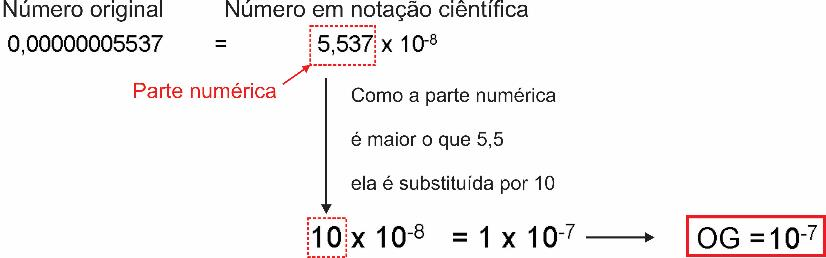 Número original Número em notação ciêntífica
0,00000005537 = 5,537 x 10⁻⁸
Parte numérica
Como a parte numérica
é maior o que 5,5
ela é substituída por 10
10 x 10⁻⁸ = 1 x 10⁻⁷ OG = 10⁻⁷